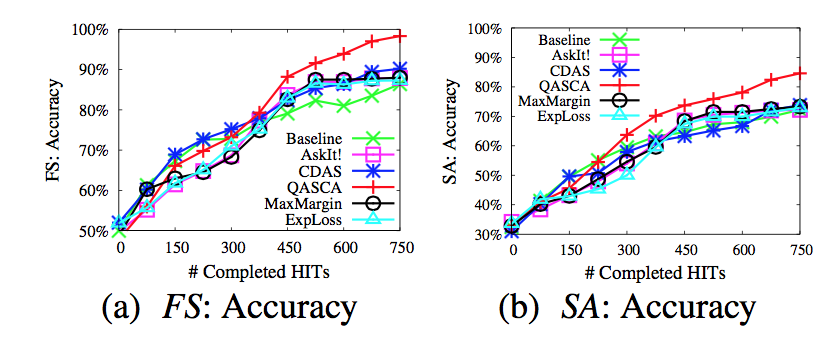 100%
90%
80%
70%
60%
50%
FS: Accuracy
Baseline
AskIt!
CDAS
QASCA
MaxMargin
ExpLoss
0 150 300 450 600 750
# Completed HITs
(a) FS: Accuracy
100%
90%
80%
70%
60%
50%
40%
30%
SA: Accuracy
Baseline
AskIt!
CDAS
QASCA
MaxMargin
ExpLoss
0 150 300 450 600 750
# Completed HITs
(b) SA: Accuracy